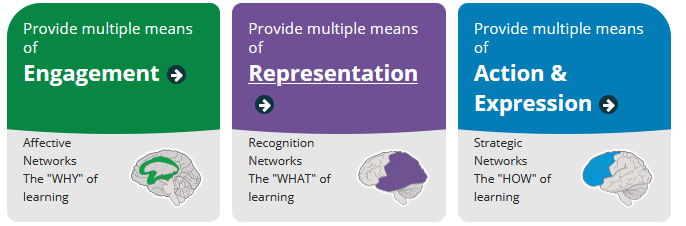 Provide multiple means
of
Engagement
Affective
Networks
The "WHY" of
learning
Provide multiple means
of
Representation
Recognition
Networks
The "WHAT" of
learning
Provide multiple means
of
Action &
Expression
Strategic
Networks
The "HOW" of
learning